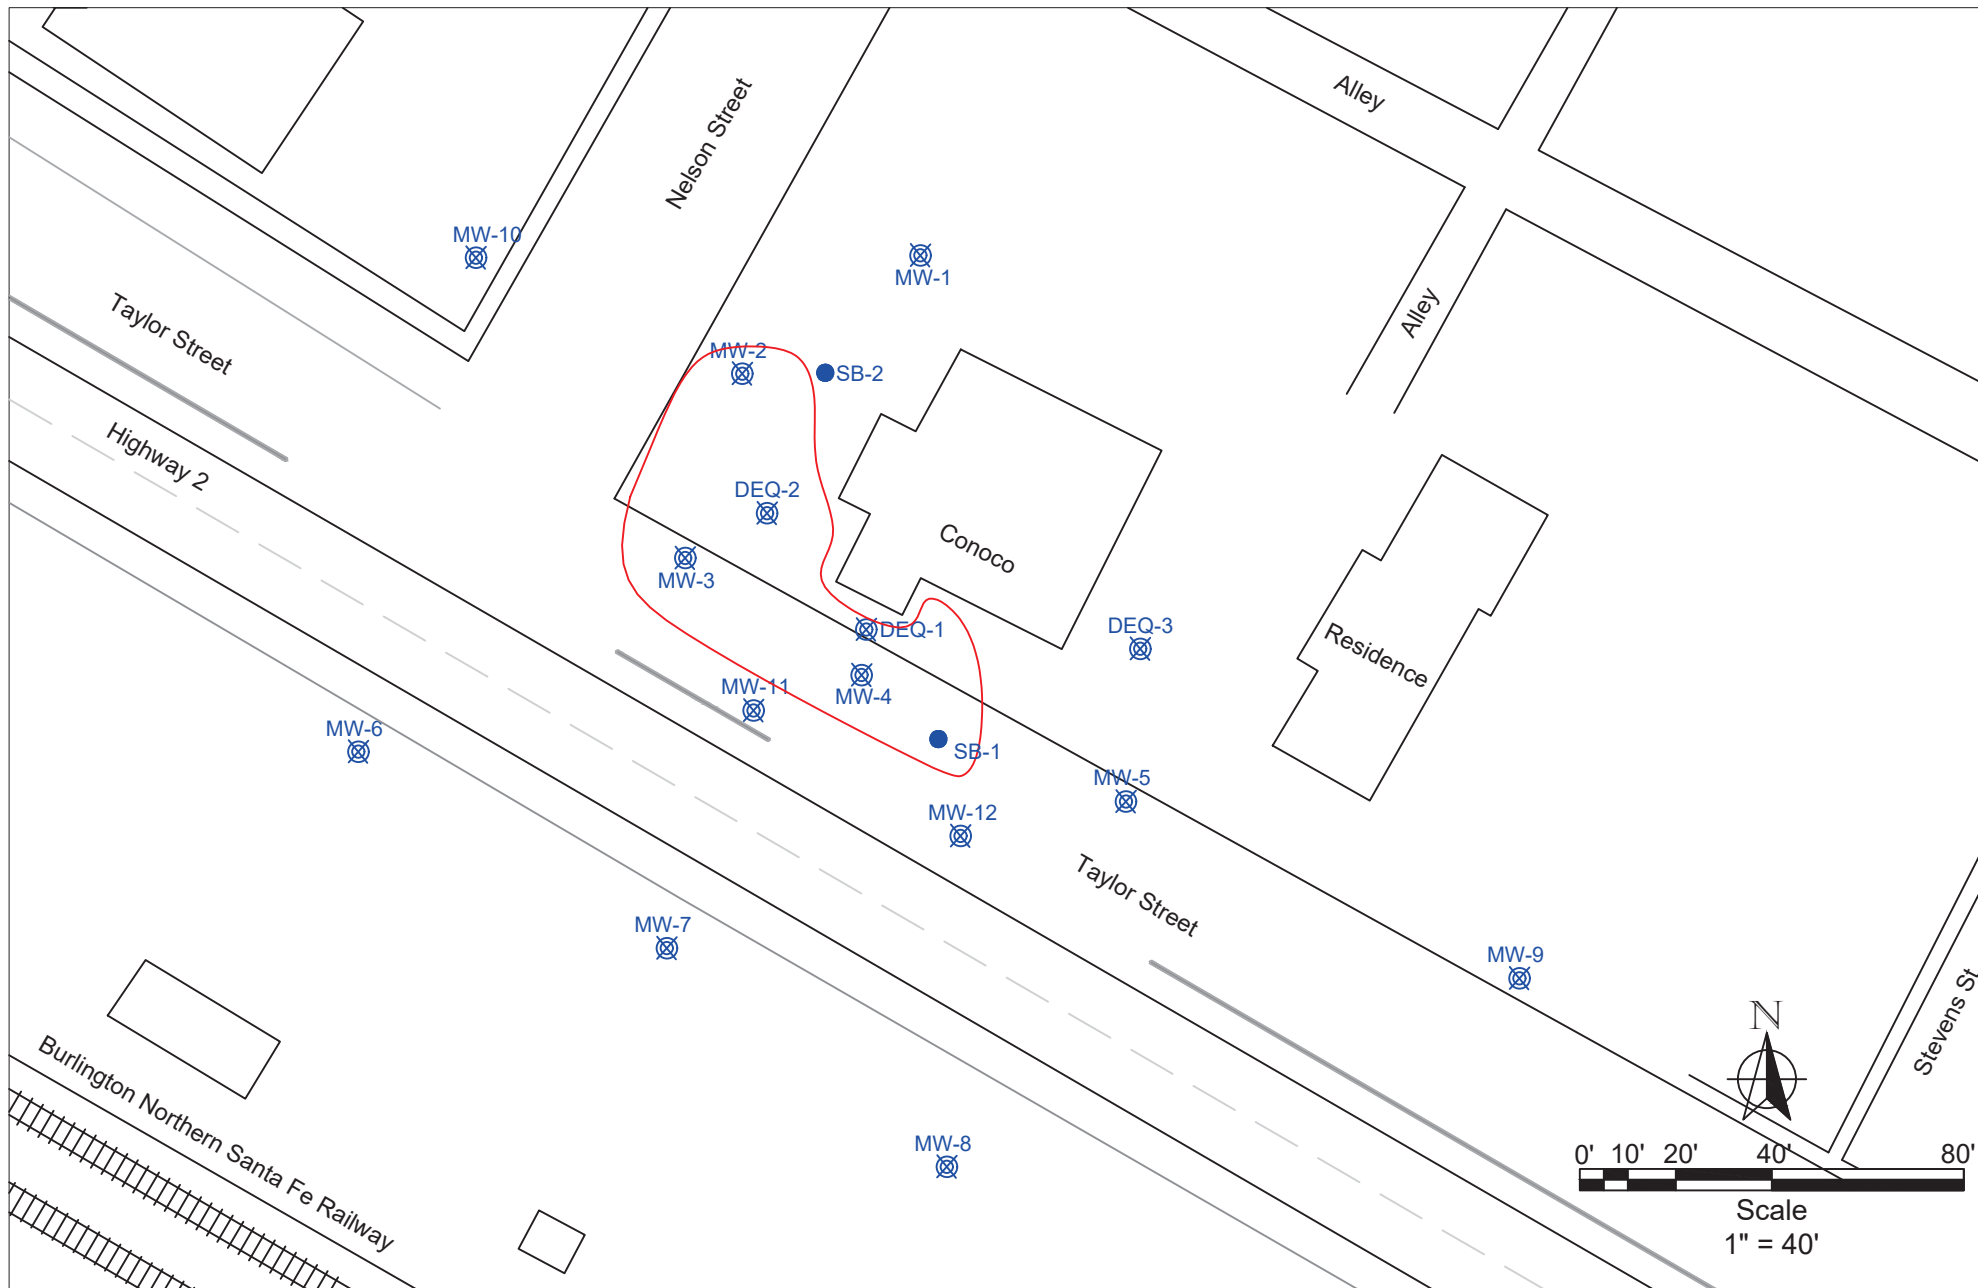 Alley
Nelson Street
MW-10
MW-1
Taylor Street
Alley
MW-2
SB-2
Highway 2
DEQ-2
Conoco
MW-3
DEQ-1
DEQ-3
Residence
MW-4
MW-11
MW-6
SB-1
MW-5
MW-12
Taylor Street
MW-7
MW-9
Stevens St
N
Burlington Northern Santa Fe Railway
MW-8
0' 10' 20' 40' 80'
Scale
1" = 40'